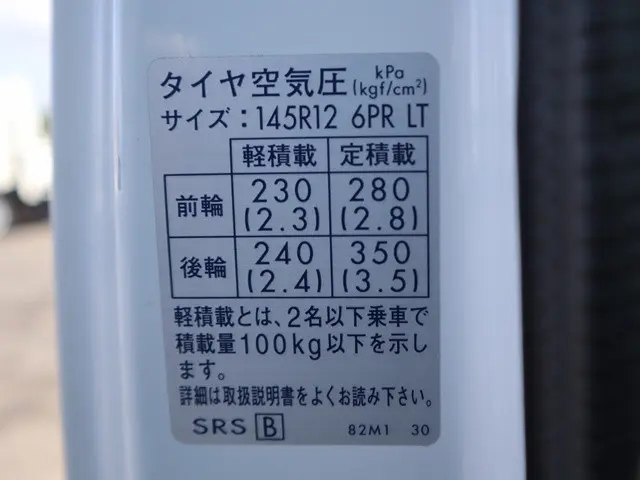 タイヤ空気圧 kPa (kgf/cm²)
サイズ：145R12 6PR LT
軽積載 定積載
前輪 230 (2.3) 280 (2.8)
後輪 240 (2.4) 350 (3.5)
軽積載とは、2名以下乗車で
積載量100kg以下を示し
ます。
詳細は取扱説明書をよくお読み下さい。
SRS B 82M1 30